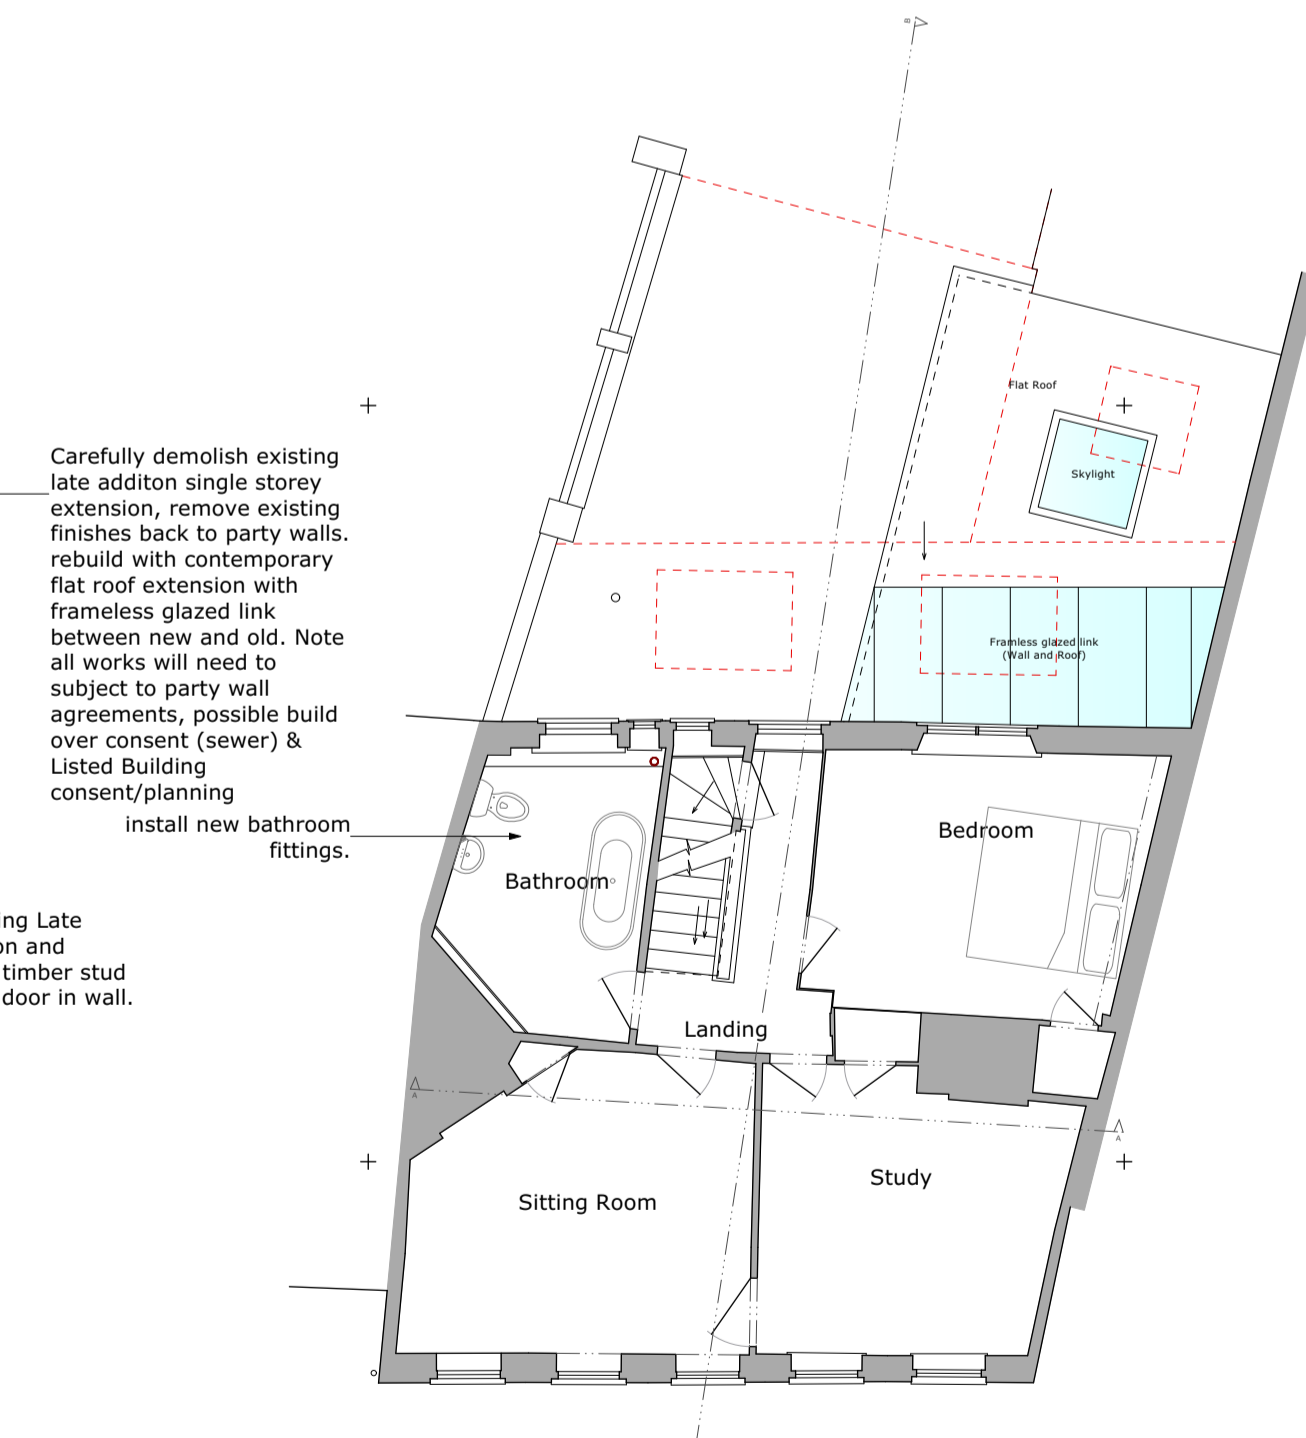 B
Flat Roof
Skylight
Carefully demolish existing
late additon single storey
extension, remove existing
finishes back to party walls.
rebuild with contemporary
flat roof extension with
frameless glazed link
between new and old. Note
all works will need to
subject to party wall
agreements, possible build
over consent (sewer) &
Listed Building
consent/planning
Framless glazed link
(Wall and Roof)
install new bathroom
fittings.
Bedroom
Bathroom
ing Late
on and
timber stud
door in wall.
Landing
A
A
Study
Sitting Room